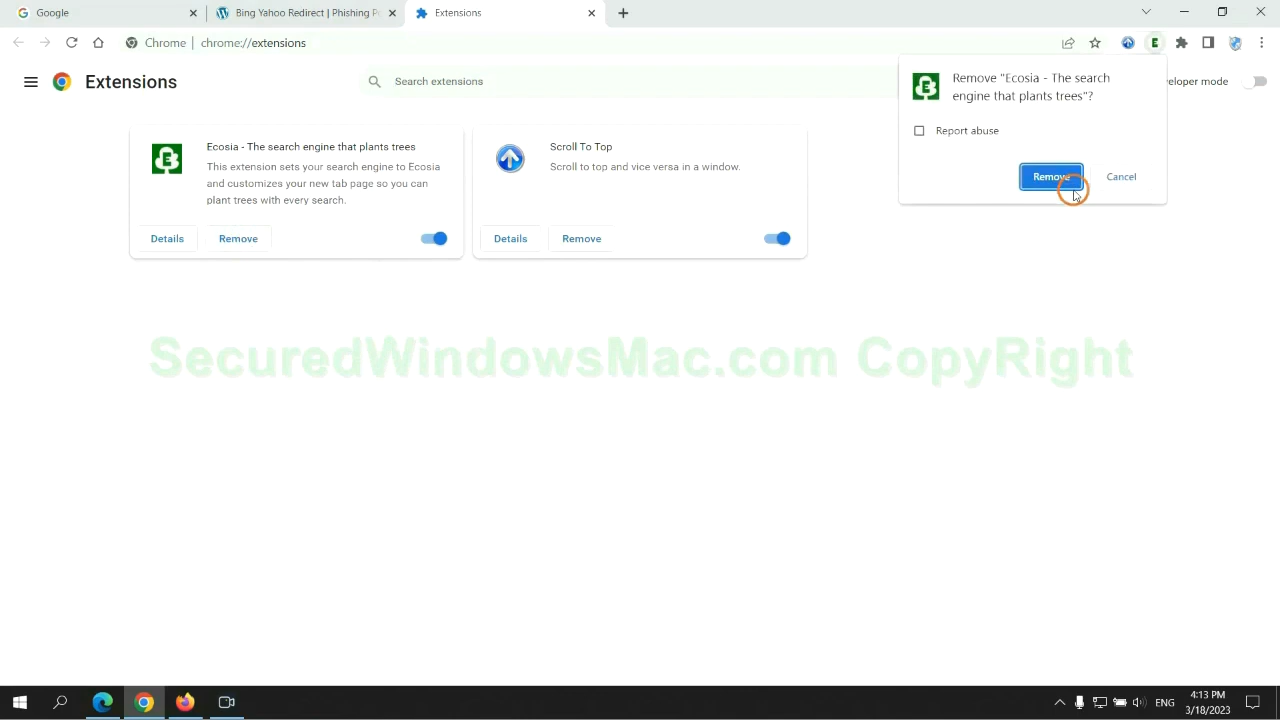 Google
Bing Yahoo Redirect | Phishing P
Extensions
Chrome
chrome://extensions
Extensions
Search extensions
eloper mode
Remove "Ecosia - The search
engine that plants trees"?
Report abuse
Remove
Cancel
Ecosia - The search engine that plants trees
This extension sets your search engine to Ecosia
and customizes your new tab page so you can
plant trees with every search.
Details
Remove
Scroll To Top
Scroll to top and vice versa in a window.
Details
Remove
SecuredWindowsMac.com CopyRight
ENG
4:13 PM
3/18/2023